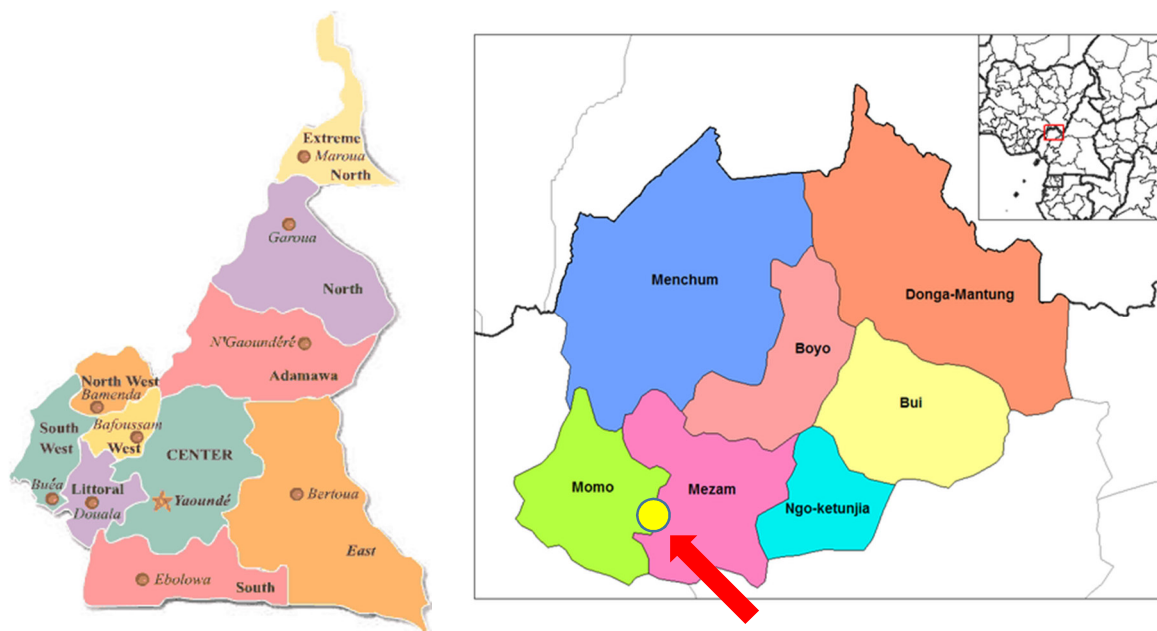 Extreme
Maroua
North
Garoua
North
N'Gaoundéré
Adamawa
North West
Bamenda
Bafoussam
West
South
West
CENTER
Littoral
Buéa
Douala
Yaoundé
Bertoua
East
Ebolowa
South
Menchum
Donga-Mantung
Boyo
Bui
Momo
Mezam
Ngo-ketunjia